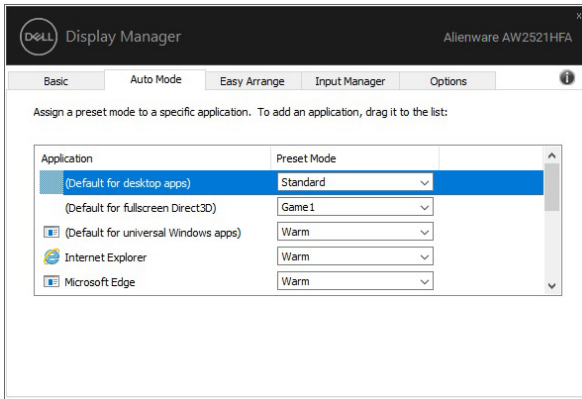 DELL Display Manager Alienware AW2521HFA
Basic Auto Mode Easy Arrange Input Manager Options
Assign a preset mode to a specific application. To add an application, drag it to the list:
Application Preset Mode
(Default for desktop apps) Standard
(Default for fullscreen Direct3D) Game1
(Default for universal Windows apps) Warm
Internet Explorer Warm
Microsoft Edge Warm